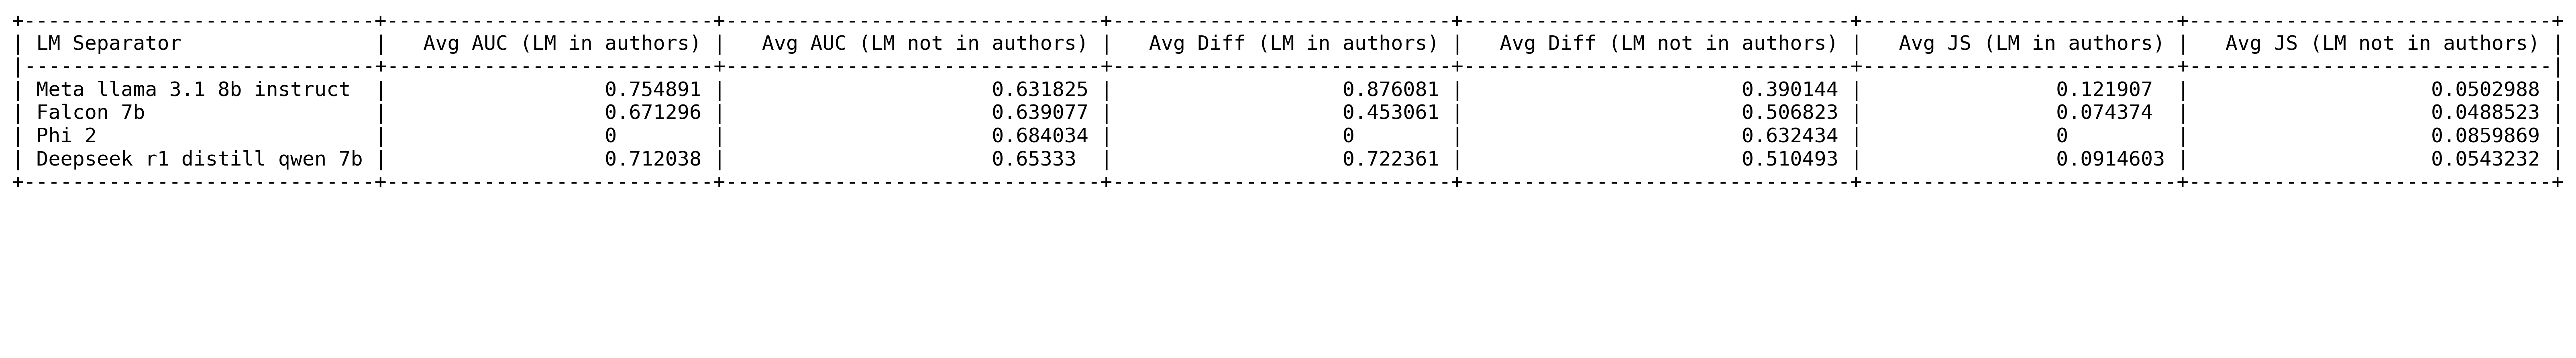 +------------------------------+----------------------------+--------------------------------+-----------------------------+---------------------------------+---------------------------+-------------------------------+
| LM Separator                 |   Avg AUC (LM in authors) |   Avg AUC (LM not in authors) |   Avg Diff (LM in authors) |   Avg Diff (LM not in authors) |   Avg JS (LM in authors) |   Avg JS (LM not in authors) |
|------------------------------+---------------------------+-------------------------------+----------------------------+--------------------------------+--------------------------+------------------------------|
| Meta llama 3.1 8b instruct   |                  0.754891 |                      0.631825 |                   0.876081 |                       0.390144 |                0.121907  |                    0.0502988 |
| Falcon 7b                    |                  0.671296 |                      0.639077 |                   0.453061 |                       0.506823 |                0.074374  |                    0.0488523 |
| Phi 2                        |                  0        |                      0.684034 |                   0        |                       0.632434 |                0         |                    0.0859869 |
| Deepseek r1 distill qwen 7b |                  0.712038 |                      0.65333  |                   0.722361 |                       0.510493 |                0.0914603 |                    0.0543232 |
+------------------------------+---------------------------+-------------------------------+----------------------------+--------------------------------+--------------------------+------------------------------+